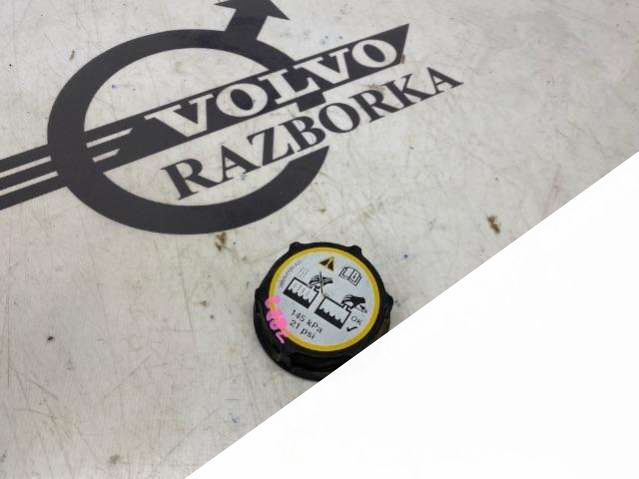 VOLVO
RAZBORKA
OK
145 kPa
21 psi